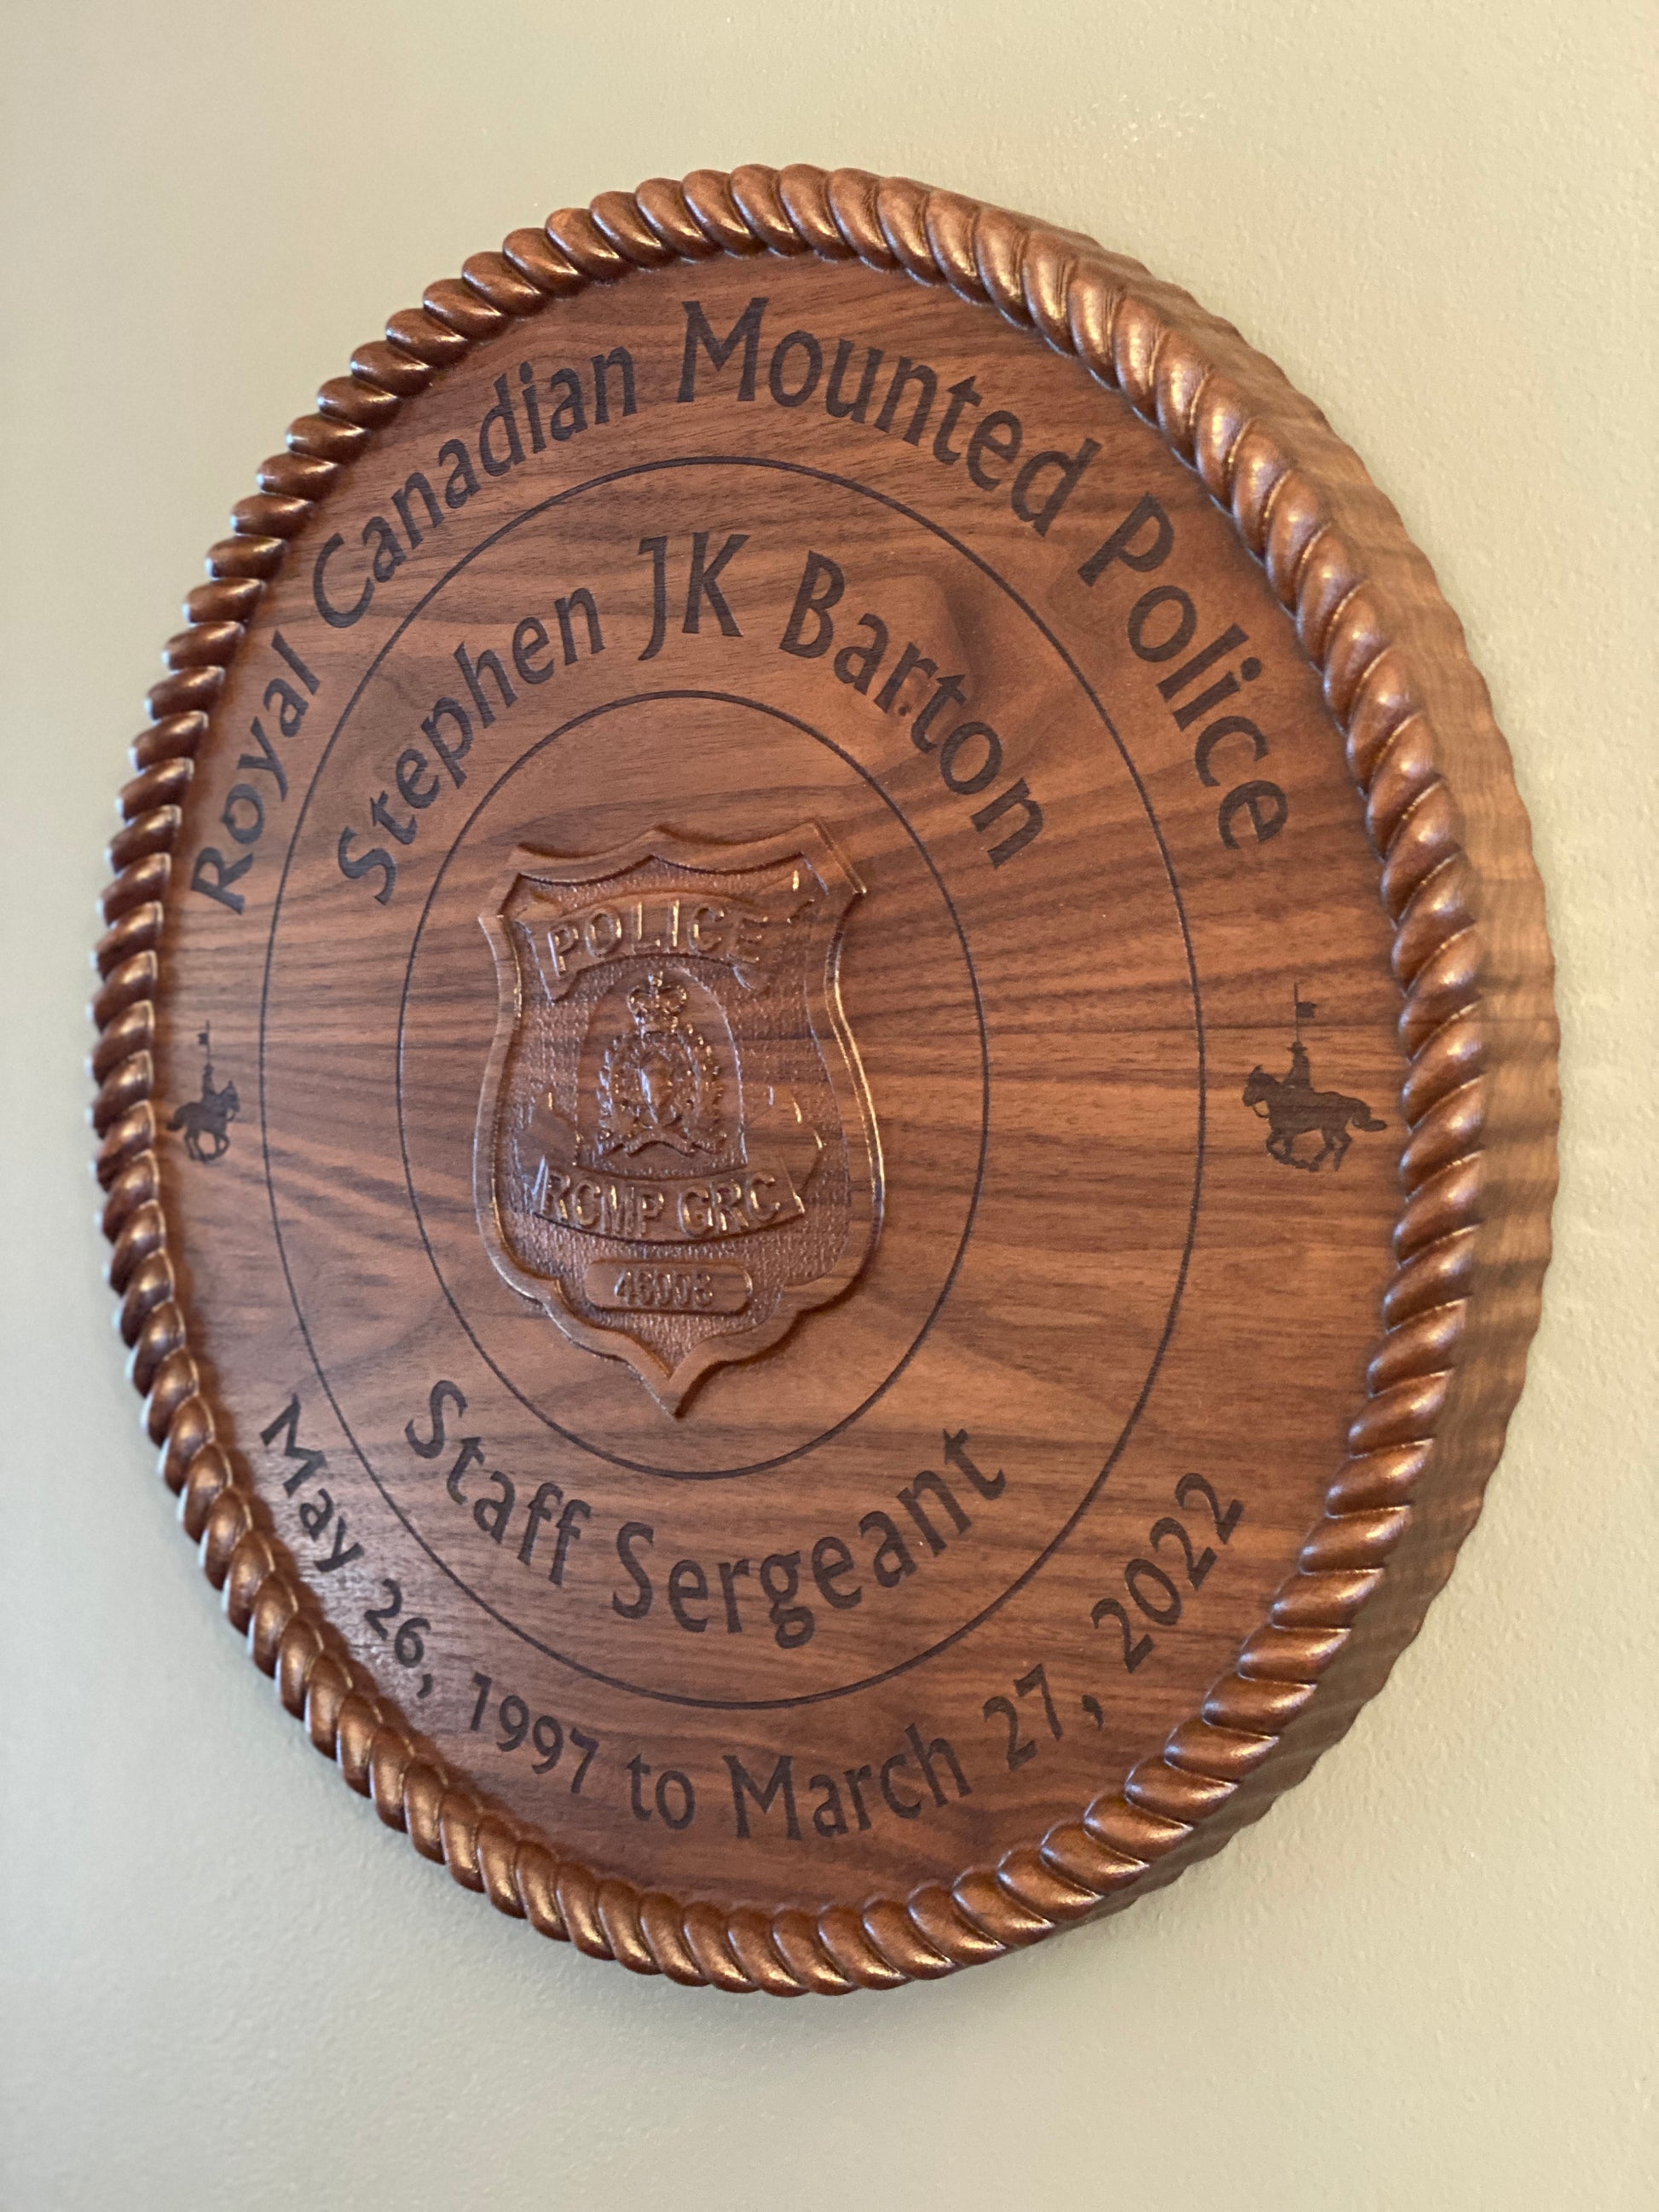 Royal Canadian Mounted Police
Stephen JK Barton
POLICE
RCMP GRC
Staff Sergeant
May 26, 1997 to March 27, 2022